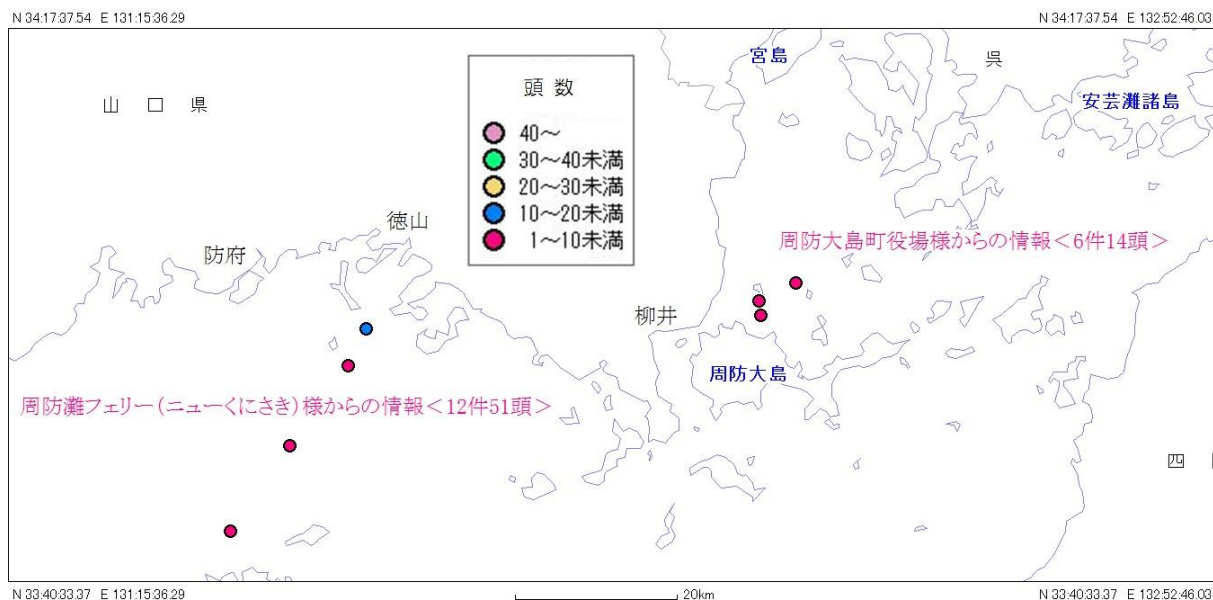 N 34:17:37.54 E 131:15:36.29
N 34:17:37.54 E 132:52:46.03
宮島
呉
頭 数
山 口 県
安芸灘諸島
40～
30～40未満
20～30未満
10～20未満
1～10未満
徳山
防府
周防大島町役場様からの情報＜6件14頭＞
柳井
周防大島
周防灘フェリー（ニューくにさき）様からの情報＜12件51頭＞
四
N 33:40:33.37 E 131:15:36.29
20km
N 33:40:33.37 E 132:52:46.03